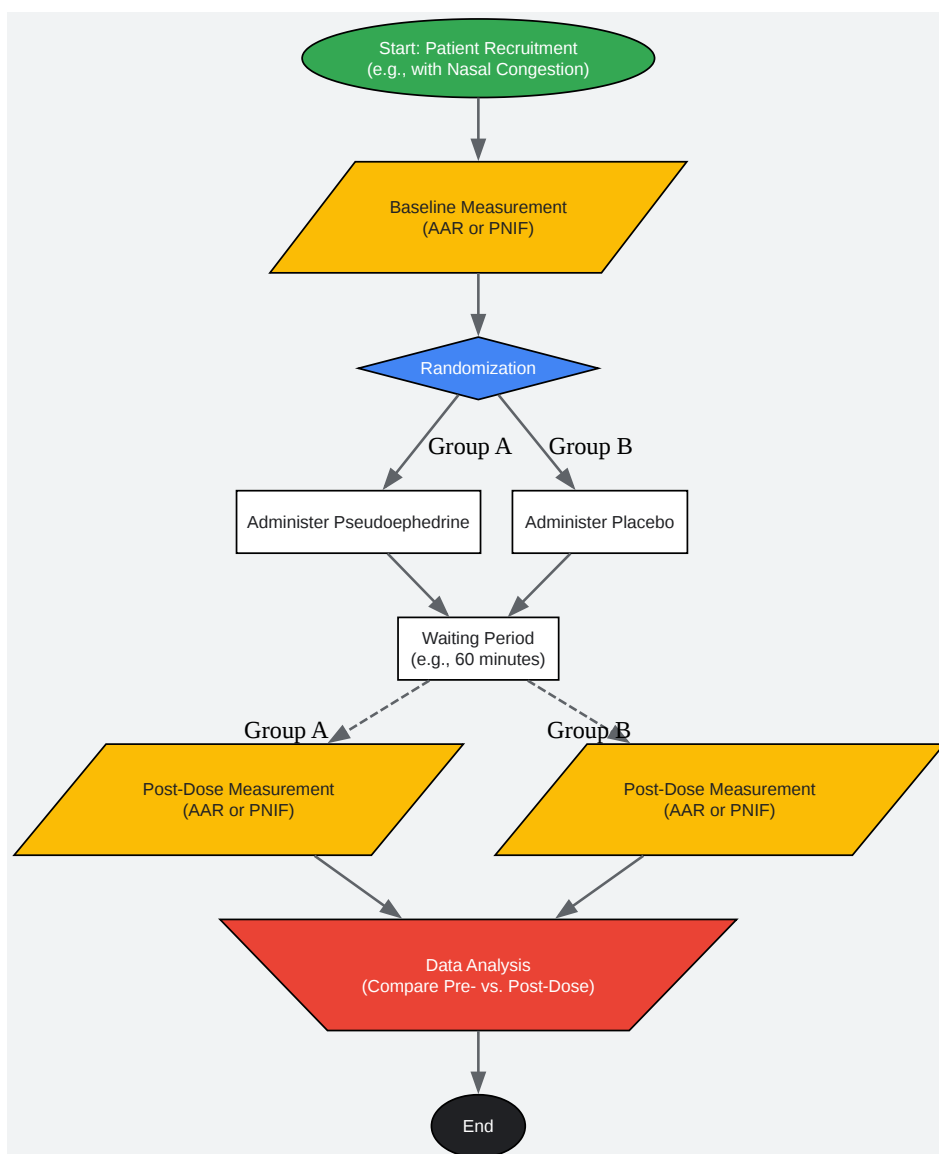 Start: Patient Recruitment
(e.g., with Nasal Congestion)
Baseline Measurement
(AAR or PNIF)
Randomization
Group A
Group B
Administer Pseudoephedrine
Administer Placebo
Waiting Period
(e.g., 60 minutes)
Group A
Group B
Post-Dose Measurement
(AAR or PNIF)
Post-Dose Measurement
(AAR or PNIF)
Data Analysis
(Compare Pre- vs. Post-Dose)
End